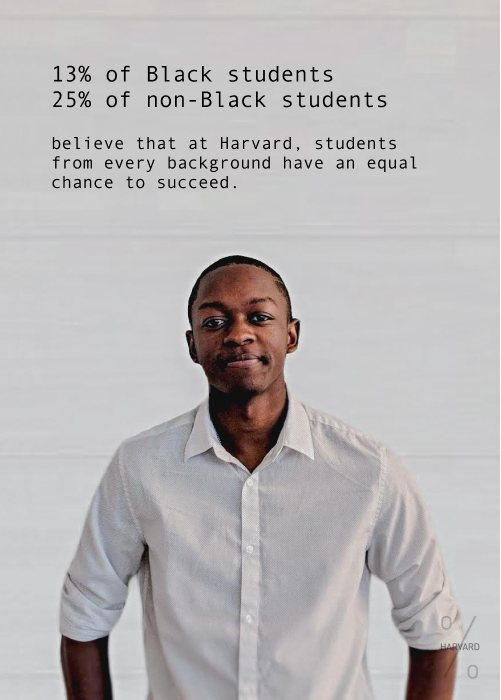 13% of Black students
25% of non-Black students
believe that at Harvard, students
from every background have an equal
chance to succeed.
%
HARVARD
%